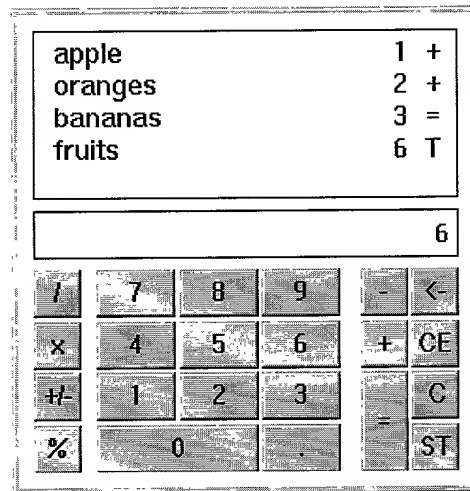 apple 1 +
oranges 2 +
bananas 3 =
fruits 6 T
6
/ 7 8 9 - <-
x 4 5 6 + CE
+/- 1 2 3 = C
% 0 . ST